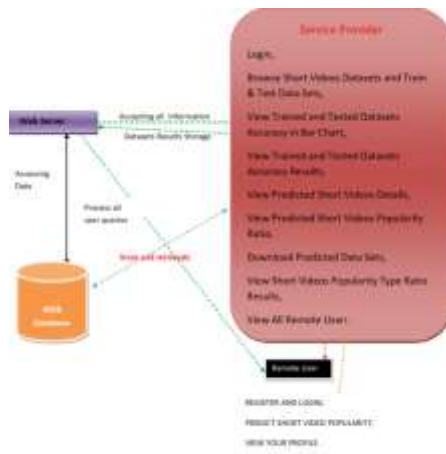 Service Provider
Login,
Browse Short Videos Datasets and Train
& Test Data Sets,
View Trained and Tested Datasets
Accuracy in Bar Chart,
View Trained and Tested Datasets
Accuracy Results,
View Predicted Short Videos Details,
View Predicted Short Videos Popularity
Ratio,
Download Predicted Data Sets,
View Short Videos Popularity Type Ratio
Results,
View All Remote User.
Web Server
Accepting all Information
Datasets Results Storage
Accessing
Data
Process all
user queries
Store and retrievals
WEB
Database
Remote User
REGISTER AND LOGIN,
PREDICT SHORT VIDEO POPULARITY,
VIEW YOUR PROFILE.